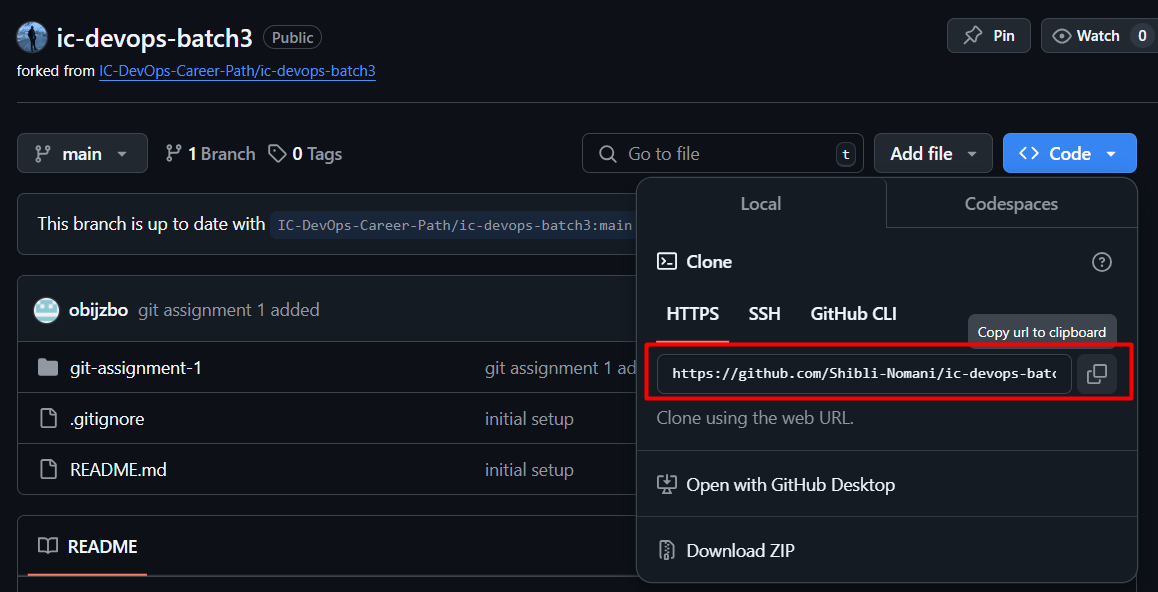 ic-devops-batch3 Public Pin Watch 0
forked from IC-DevOps-Career-Path/ic-devops-batch3
main 1 Branch 0 Tags Go to file t Add file Code
This branch is up to date with IC-DevOps-Career-Path/ic-devops-batch3:main
Local Codespaces
Clone
HTTPS SSH GitHub CLI
Copy url to clipboard
https://github.com/Shibli-Nomani/ic-devops-batc
Clone using the web URL.
Open with GitHub Desktop
Download ZIP
obijzbo git assignment 1 added
git-assignment-1 git assignment 1 ad
.gitignore initial setup
README.md initial setup
README